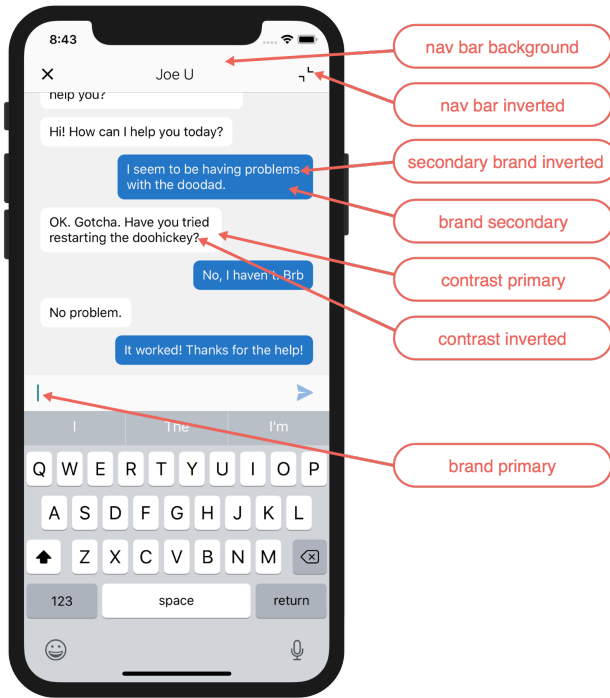 8:43
nav bar background
Joe U
nav bar inverted
help you?
Hi! How can I help you today?
I seem to be having problems
with the doodad.
secondary brand inverted
brand secondary
OK. Gotcha. Have you tried
restarting the doohickey?
contrast primary
No, I haven't. Brb
No problem.
contrast inverted
It worked! Thanks for the help!
I The I'm
brand primary
Q W E R T Y U I O P
A S D F G H J K L
Z X C V B N M
123 space return